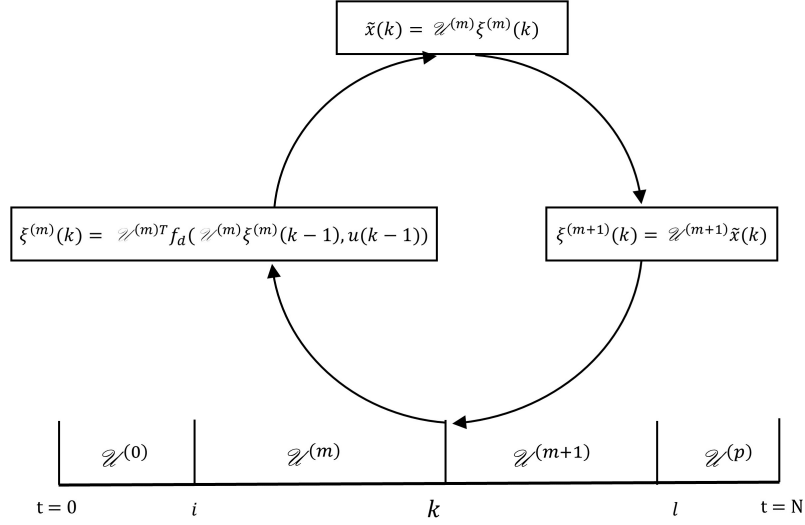 x̃(k) = 𝒰^(m) ξ^(m)(k)
ξ^(m)(k) = 𝒰^(m)T f_d( 𝒰^(m) ξ^(m)(k−1), u(k−1))
ξ^(m+1)(k) = 𝒰^(m+1) x̃(k)
𝒰^(0) 𝒰^(m) 𝒰^(m+1) 𝒰^(p)
t = 0 i k l t = N